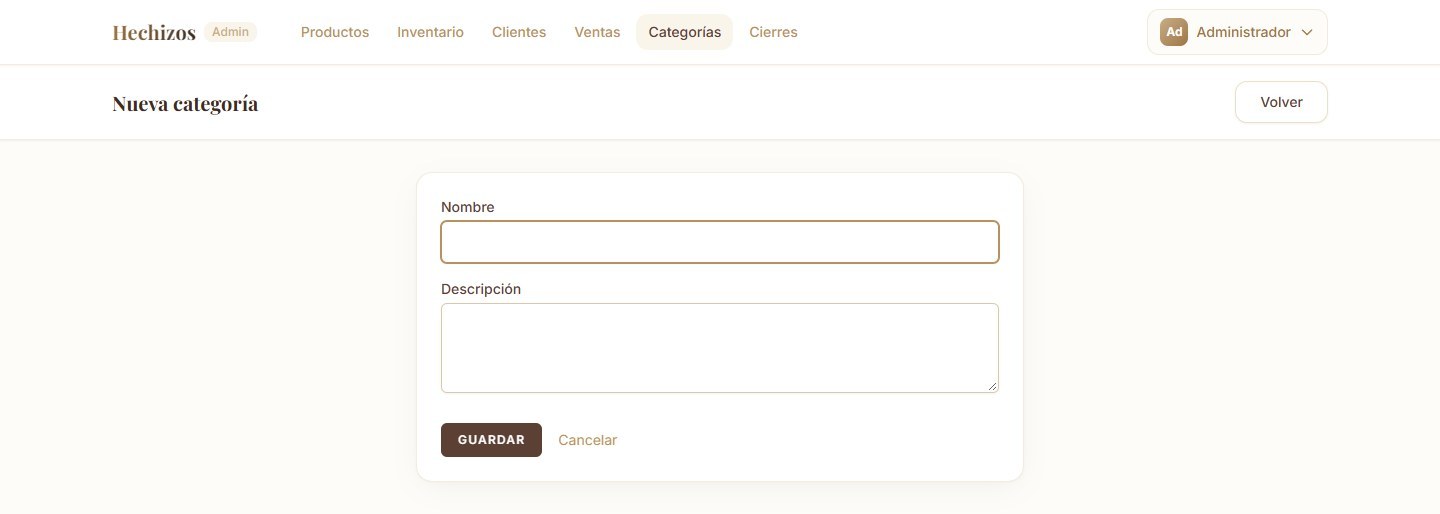 Hechizos Admin Productos Inventario Clientes Ventas Categorías Cierres Ad Administrador
Nueva categoría Volver
Nombre
Descripción
GUARDAR Cancelar